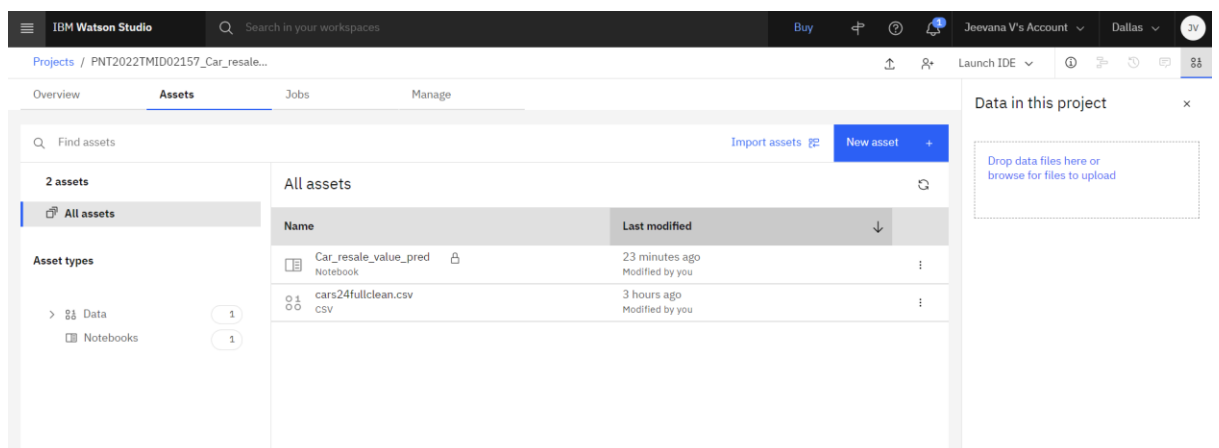 IBM Watson Studio
Search in your workspaces
Buy
1
Jeevana V's Account
Dallas
JV
Projects / PNT2022TMID02157_Car_resale...
Launch IDE
Overview
Assets
Jobs
Manage
Data in this project
Find assets
Import assets
New asset +
Drop data files here or
browse for files to upload
2 assets
All assets
All assets
Name
Last modified
Asset types
Car_resale_value_pred
Notebook
23 minutes ago
Modified by you
cars24fullclean.csv
CSV
3 hours ago
Modified by you
Data
1
Notebooks
1